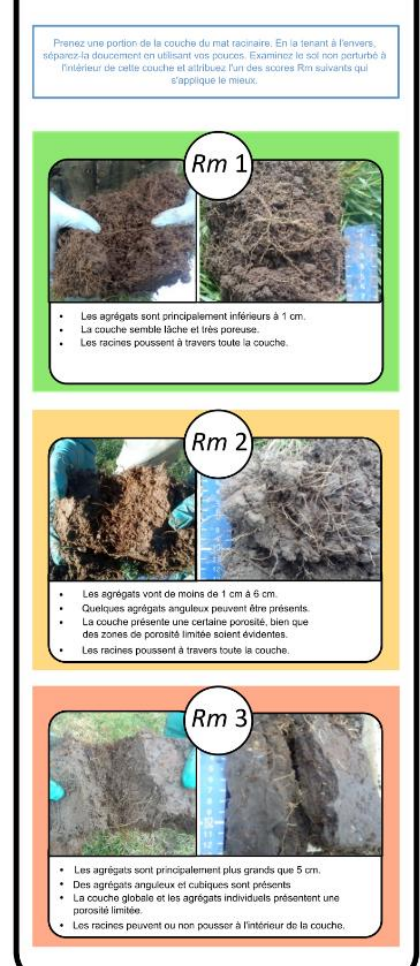 Prenez une portion de la couche du mat racinaire. En la tenant à l'envers,
séparez-la doucement en utilisant vos pouces. Examinez le sol non perturbé à
l'intérieur de cette couche et attribuez l'un des scores Rm suivants qui
s'applique le mieux.
Rm 1
• Les agrégats sont principalement inférieurs à 1 cm.
• La couche semble lâche et très poreuse.
• Les racines poussent à travers toute la couche.
Rm 2
• Les agrégats vont de moins de 1 cm à 6 cm.
• Quelques agrégats anguleux peuvent être présents.
• La couche présente une certaine porosité, bien que
des zones de porosité limitée soient évidentes.
• Les racines poussent à travers toute la couche.
Rm 3
• Les agrégats sont principalement plus grands que 5 cm.
• Des agrégats anguleux et cubiques sont présents
• La couche globale et les agrégats individuels présentent une
porosité limitée.
• Les racines peuvent ou non pousser à l'intérieur de la couche.